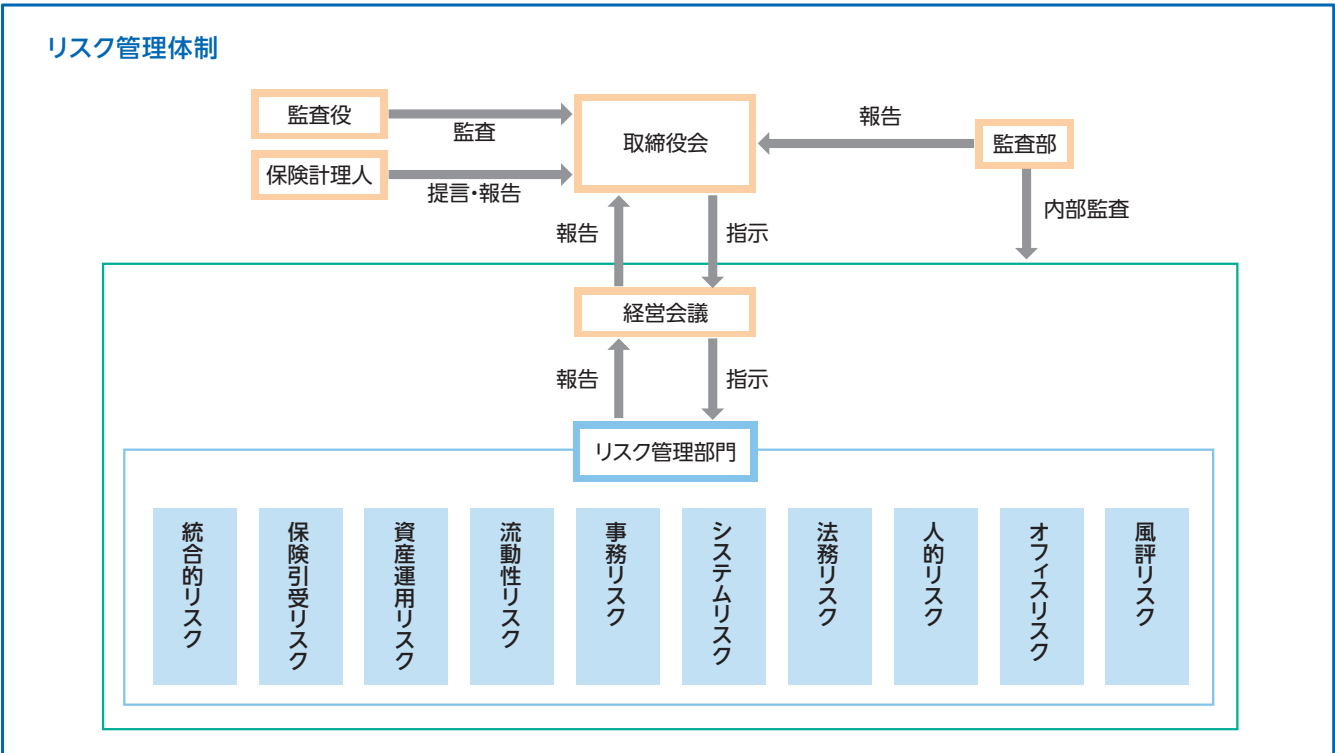 リスク管理体制
監査役
監査
保険計理人
提言・報告
取締役会
報告
監査部
内部監査
報告
指示
経営会議
報告
指示
リスク管理部門
統合的リスク
保険引受リスク
資産運用リスク
流動性リスク
事務リスク
システムリスク
法務リスク
人的リスク
オフィスリスク
風評リスク